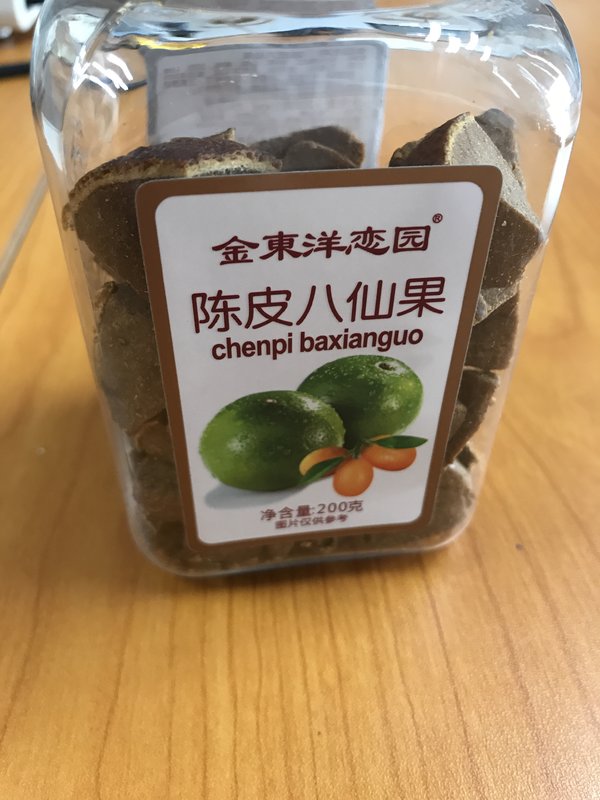 金東洋恋园®
陈皮八仙果
chenpi baxianguo
净含量:200克
图片仅供参考